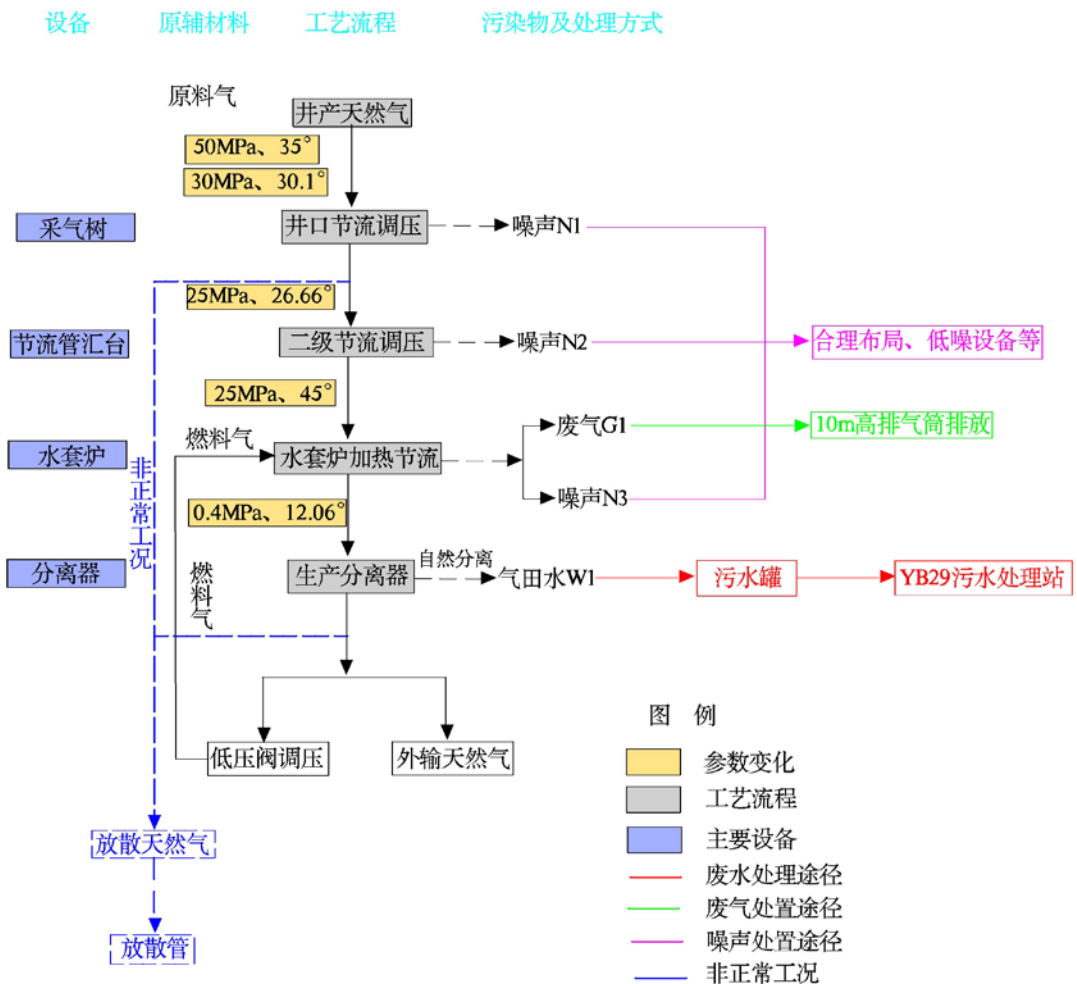 设备 原辅材料 工艺流程 污染物及处理方式
原料气
井产天然气
50MPa、35°
30MPa、30.1°
采气树
井口节流调压
噪声N1
25MPa、26.66°
节流管汇台
二级节流调压
噪声N2
合理布局、低噪设备等
25MPa、45°
燃料气
废气G1
10m高排气筒排放
水套炉
水套炉加热节流
非正常工况
噪声N3
0.4MPa、12.06°
分离器
燃料气
生产分离器
自然分离
气田水W1
污水罐
YB29污水处理站
低压阀调压
外输天然气
放散天然气
放散管
图 例
参数变化
工艺流程
主要设备
废水处理途径
废气处置途径
噪声处置途径
非正常工况